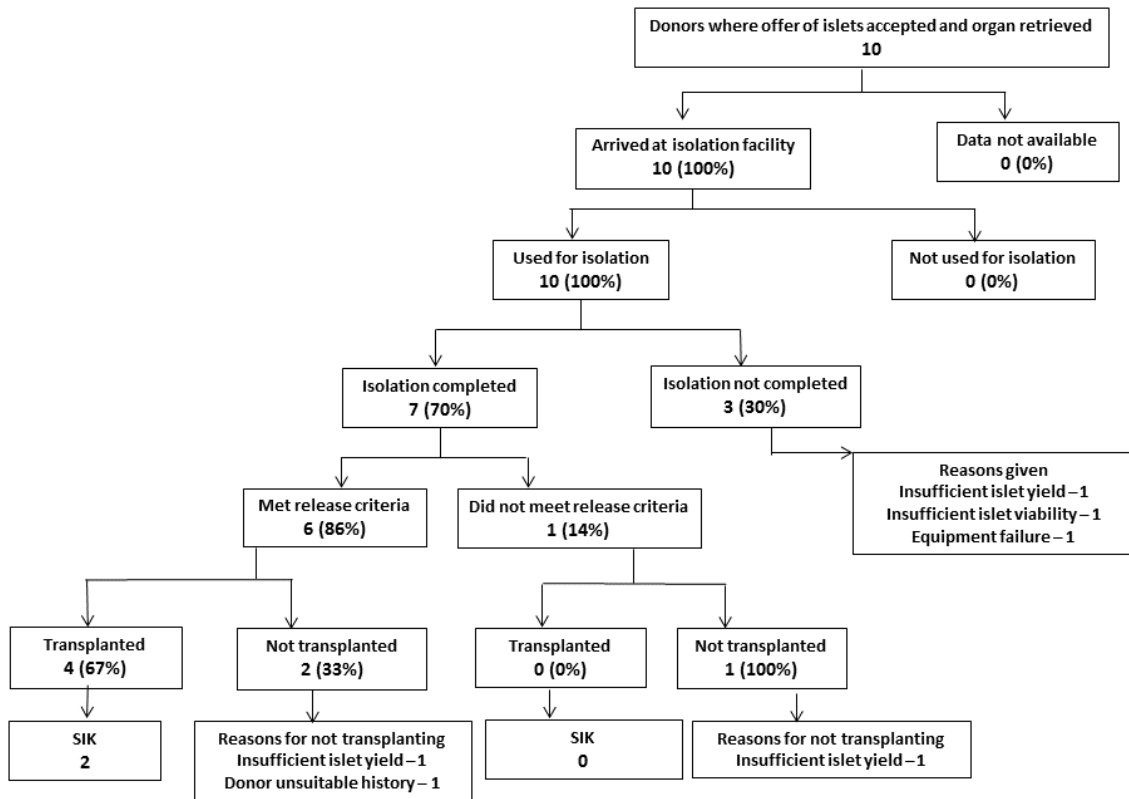 Donors where offer of islets accepted and organ retrieved
10
Arrived at isolation facility
10 (100%)
Data not available
0 (0%)
Used for isolation
10 (100%)
Not used for isolation
0 (0%)
Isolation completed
7 (70%)
Isolation not completed
3 (30%)
Reasons given
Insufficient islet yield – 1
Insufficient islet viability – 1
Equipment failure – 1
Met release criteria
6 (86%)
Did not meet release criteria
1 (14%)
Transplanted
4 (67%)
Not transplanted
2 (33%)
Transplanted
0 (0%)
Not transplanted
1 (100%)
SIK
2
Reasons for not transplanting
Insufficient islet yield – 1
Donor unsuitable history – 1
SIK
0
Reasons for not transplanting
Insufficient islet yield – 1